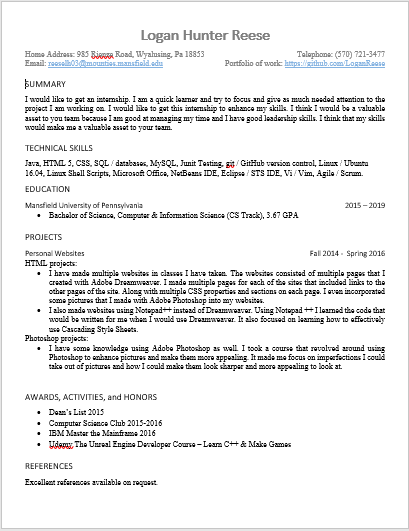 Logan Hunter Reese
Home Address: 985 Rienze Road, Wyalusing, Pa 18853 Telephone: (570) 721-3477
Email: reeselh03@mounties.mansfield.edu Portfolio of work: https://github.com/LoganReese
SUMMARY
I would like to get an internship. I am a quick learner and try to focus and give as much needed attention to the
project I am working on. I would like to get this internship to enhance my skills. I think I would be a valuable
asset to you team because I am good at managing my time and I have good leadership skills. I think that my skills
would make me a valuable asset to your team.
TECHNICAL SKILLS
Java, HTML 5, CSS, SQL / databases, MySQL, Junit Testing, git / GitHub version control, Linux / Ubuntu
16.04, Linux Shell Scripts, Microsoft Office, NetBeans IDE, Eclipse / STS IDE, Vi / Vim, Agile / Scrum.
EDUCATION
Mansfield University of Pennsylvania 2015 – 2019
• Bachelor of Science, Computer & Information Science (CS Track), 3.67 GPA
PROJECTS
Personal Websites Fall 2014 - Spring 2016
HTML projects:
• I have made multiple websites in classes I have taken. The websites consisted of multiple pages that I
created with Adobe Dreamweaver. I made multiple pages for each of the sites that included links to the
other pages of the site. Along with multiple CSS properties and sections on each page. I even incorporated
some pictures that I made with Adobe Photoshop into my websites.
• I also made websites using Notepad++ instead of Dreamweaver. Using Notepad ++ I learned the code that
would be written for me when I would use Dreamweaver. It also focused on learning how to effectively
use Cascading Style Sheets.
Photoshop projects:
• I have some knowledge using Adobe Photoshop as well. I took a course that revolved around using
Photoshop to enhance pictures and make them more appealing. It made me focus on imperfections I could
take out of pictures and how I could make them look sharper and more appealing to look at.
AWARDS, ACTIVITIES, and HONORS
• Dean's List 2015
• Computer Science Club 2015-2016
• IBM Master the Mainframe 2016
• Udemy The Unreal Engine Developer Course – Learn C++ & Make Games
REFERENCES
Excellent references available on request.